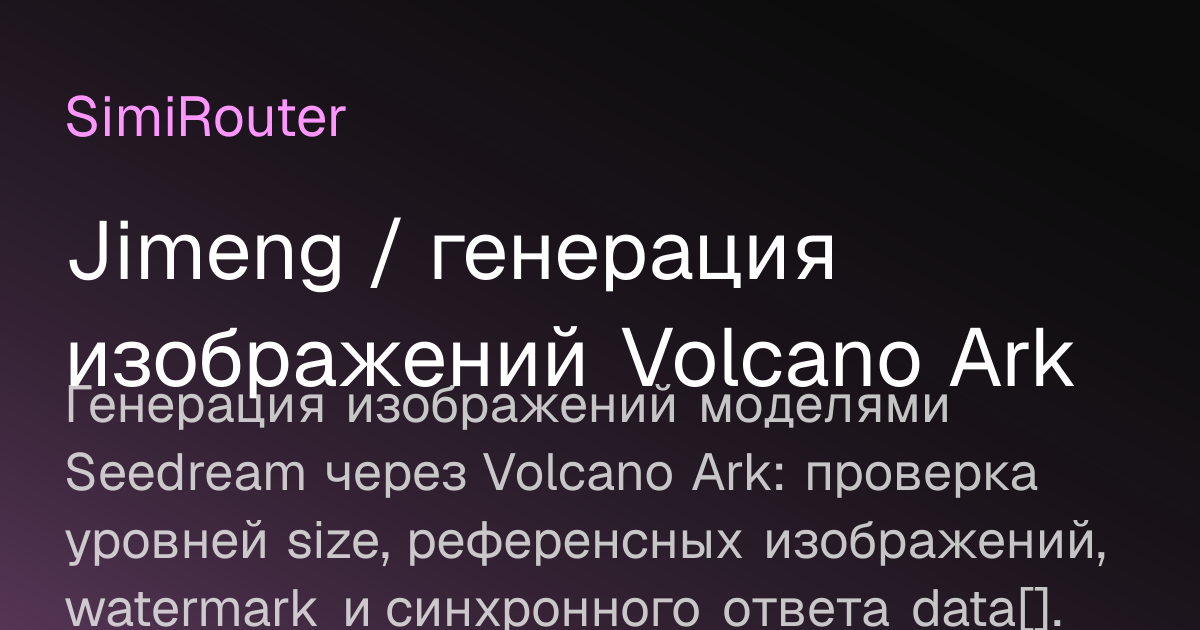 SimiRouter
Jimeng / генерация
изображений Volcano Ark
Генерация изображений моделями
Seedream через Volcano Ark: проверка
уровней size, референсных изображений,
watermark и синхронного ответа data[].